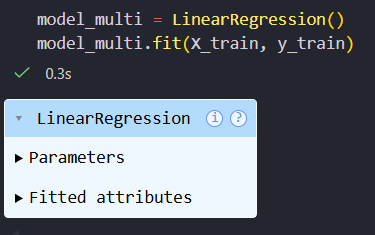 model_multi = LinearRegression()
model_multi.fit(X_train, y_train)
✓ 0.3s
▼ LinearRegression i ?
▶ Parameters
▶ Fitted attributes